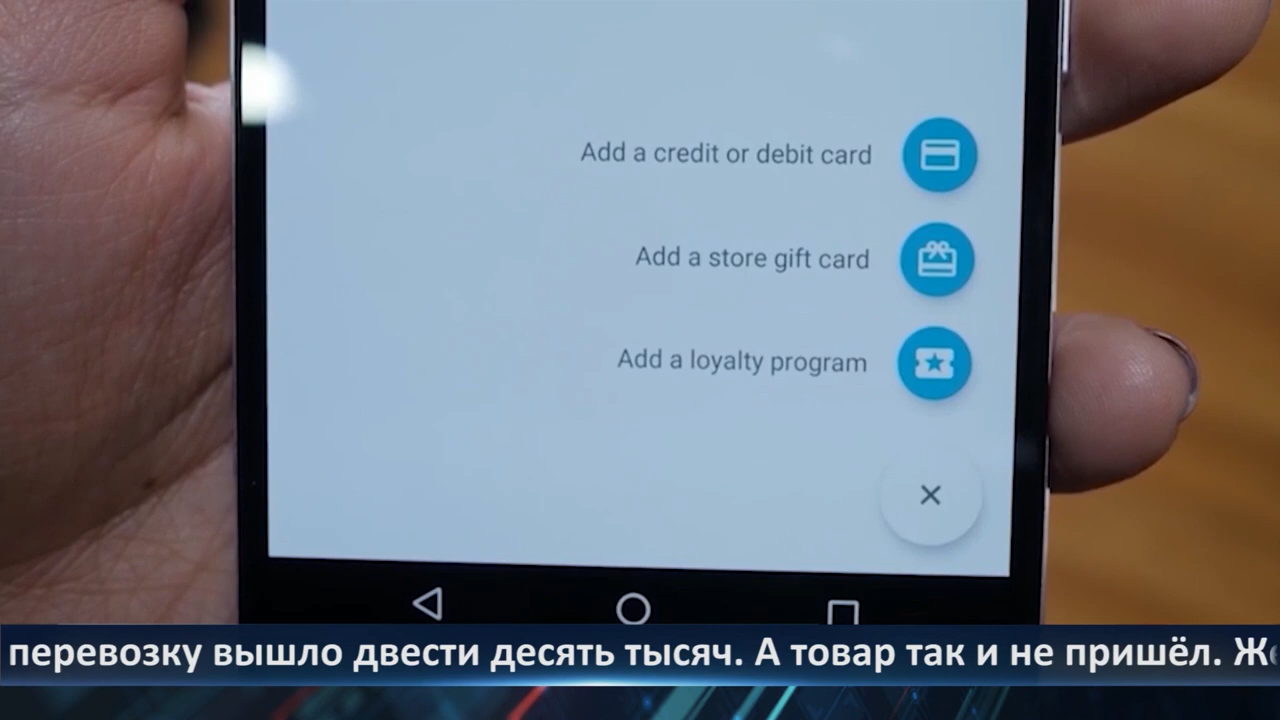 Add a credit or debit card
Add a store gift card
Add a loyalty program
перевозку вышло двести десять тысяч. А товар так и не пришёл.